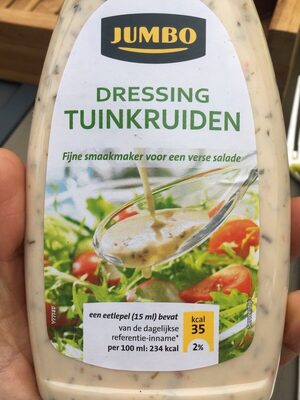 JUMBO
DRESSING
TUINKRUIDEN
Fijne smaakmaker voor een verse salade
een eetlepel (15 ml) bevat
van de dagelijkse
referentie-inname*
per 100 ml: 234 kcal
kcal
35
2%